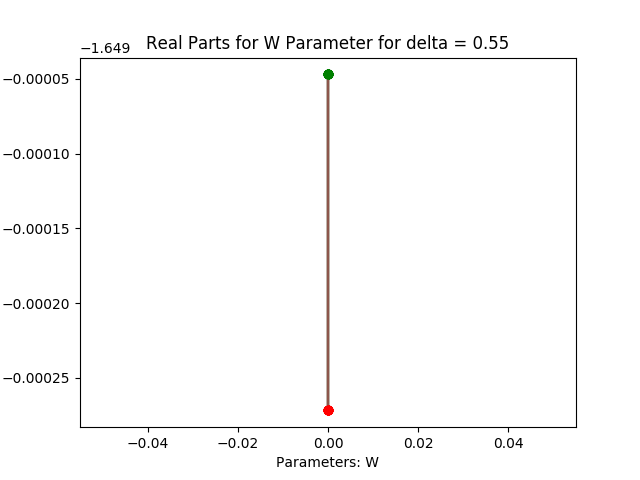 Real Parts for W Parameter for delta = 0.55
−1.649
−0.00005
−0.00010
−0.00015
−0.00020
−0.00025
−0.04 −0.02 0.00 0.02 0.04
Parameters: W